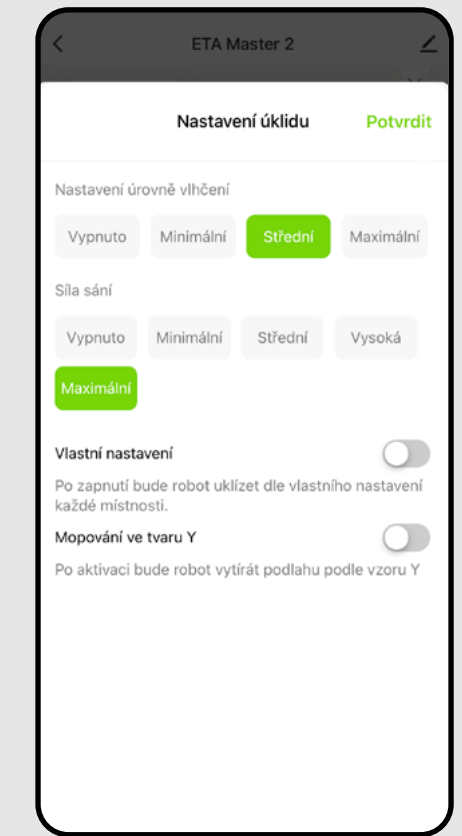 ETA Master 2
Nastavení úklidu Potvrdit
Nastavení úrovně vlhčení
Vypnuto Minimální Střední Maximální
Síla sání
Vypnuto Minimální Střední Vysoká
Maximální
Vlastní nastavení
Po zapnutí bude robot uklízet dle vlastního nastavení
každé místnosti.
Mopování ve tvaru Y
Po aktivaci bude robot vytírát podlahu podle vzoru Y